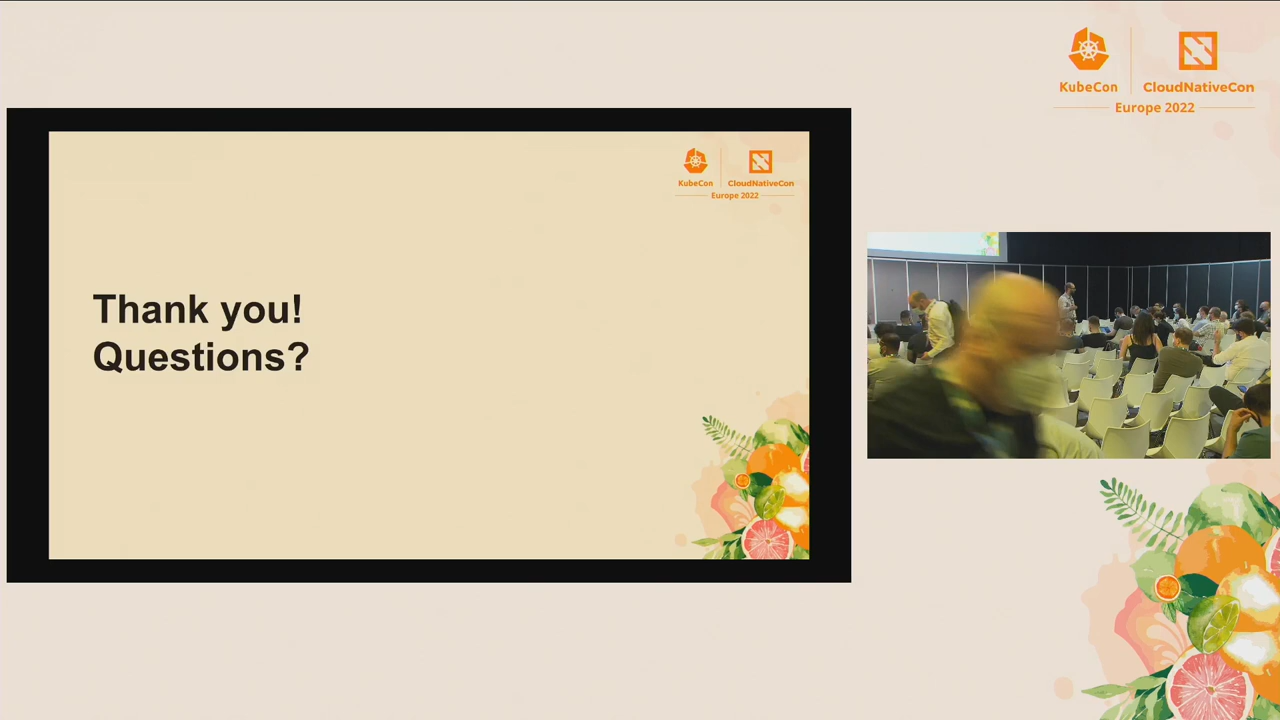 KubeCon
CloudNativeCon
Europe 2022
KubeCon
CloudNativeCon
Europe 2022
Thank you!
Questions?